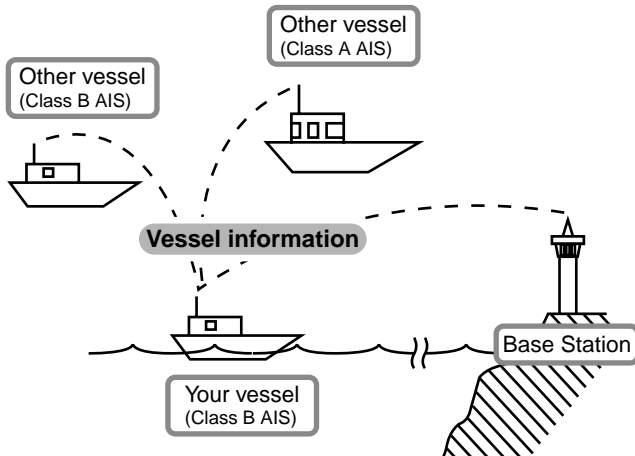 Other vessel
(Class A AIS)
Other vessel
(Class B AIS)
Vessel information
Base Station
Your vessel
(Class B AIS)